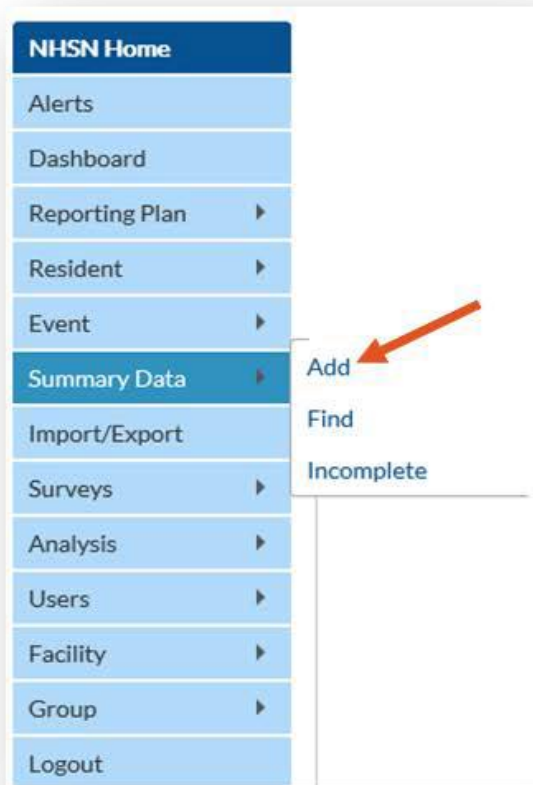 NHSN Home
Alerts
Dashboard
Reporting Plan
Resident
Event
Summary Data
Add
Find
Incomplete
Import/Export
Surveys
Analysis
Users
Facility
Group
Logout